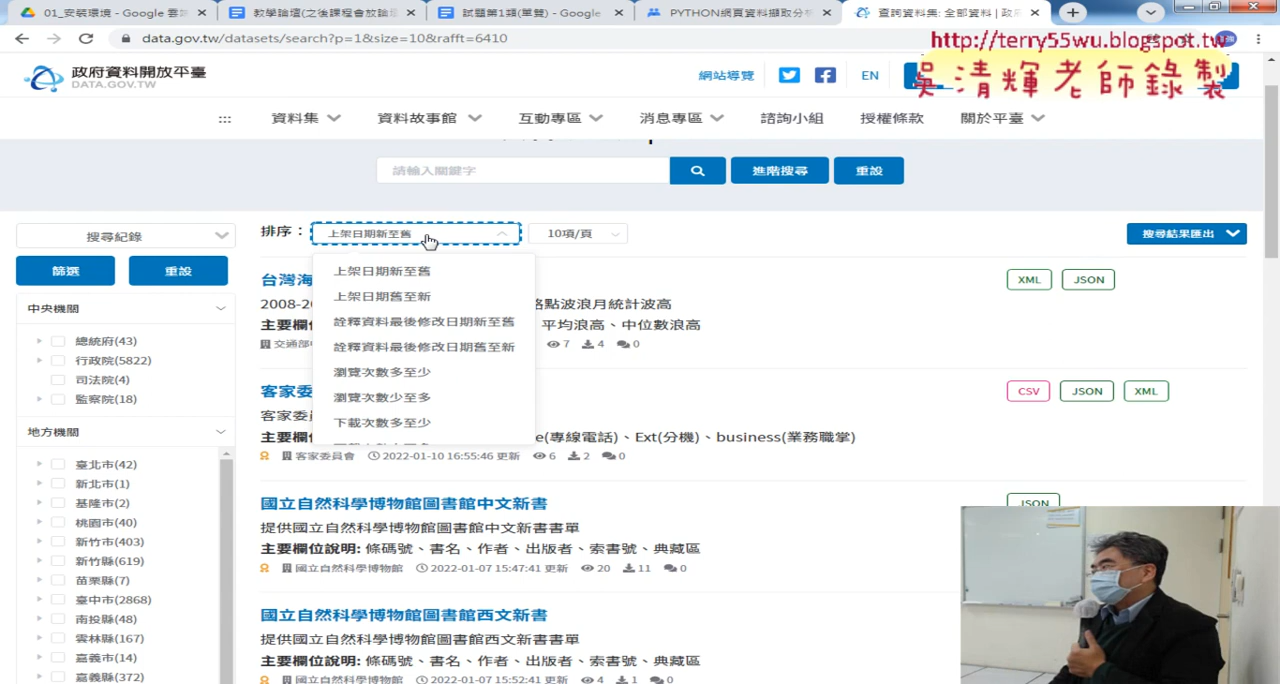 01_安裝環境 - Google 雲端
教學論壇(之後課程會放論壇
試題第1類(單雙) - Google
PYTHON網頁資料擷取分析
查詢資料集: 全部資料 | 政府
data.gov.tw/datasets/search?p=1&size=10&rafft=6410
http://terry55wu.blogspot.tw
吳清輝老師錄製
政府資料開放平臺
DATA.GOV.TW
網站導覽
EN
資料集
資料故事館
互動專區
消息專區
諮詢小組
授權條款
關於平臺
請輸入關鍵字
進階搜尋
重設
搜尋紀錄
排序：
上架日期新至舊
10項/頁
搜尋結果匯出
篩選
重設
上架日期新至舊
上架日期舊至新
詮釋資料最後修改日期新至舊
詮釋資料最後修改日期舊至新
瀏覽次數多至少
瀏覽次數少至多
下載次數多至少
中央機關
總統府(43)
行政院(5822)
司法院(4)
監察院(18)
地方機關
臺北市(42)
新北市(1)
基隆市(2)
桃園市(40)
新竹市(403)
新竹縣(619)
苗栗縣(7)
臺中市(2868)
南投縣(48)
雲林縣(167)
嘉義市(14)
嘉義縣(372)
台灣海
XML
JSON
2008-20
點波浪月統計波高
主要欄位
平均浪高、中位數浪高
交通部
7
4
0
客家委
CSV
JSON
XML
客家委員
主要欄位
e(專線電話)、Ext(分機)、business(業務職掌)
客家委員會
2022-01-10 16:55:46 更新
6
2
0
國立自然科學博物館圖書館中文新書
JSON
提供國立自然科學博物館圖書館中文新書書單
主要欄位說明: 條碼號、書名、作者、出版者、索書號、典藏區
國立自然科學博物館
2022-01-07 15:47:41 更新
20
11
0
國立自然科學博物館圖書館西文新書
提供國立自然科學博物館圖書館西文新書書單
主要欄位說明: 條碼號、書名、作者、出版者、索書號、典藏區
國立自然科學博物館
2022-01-07 15:52:41 更新
4
1
0